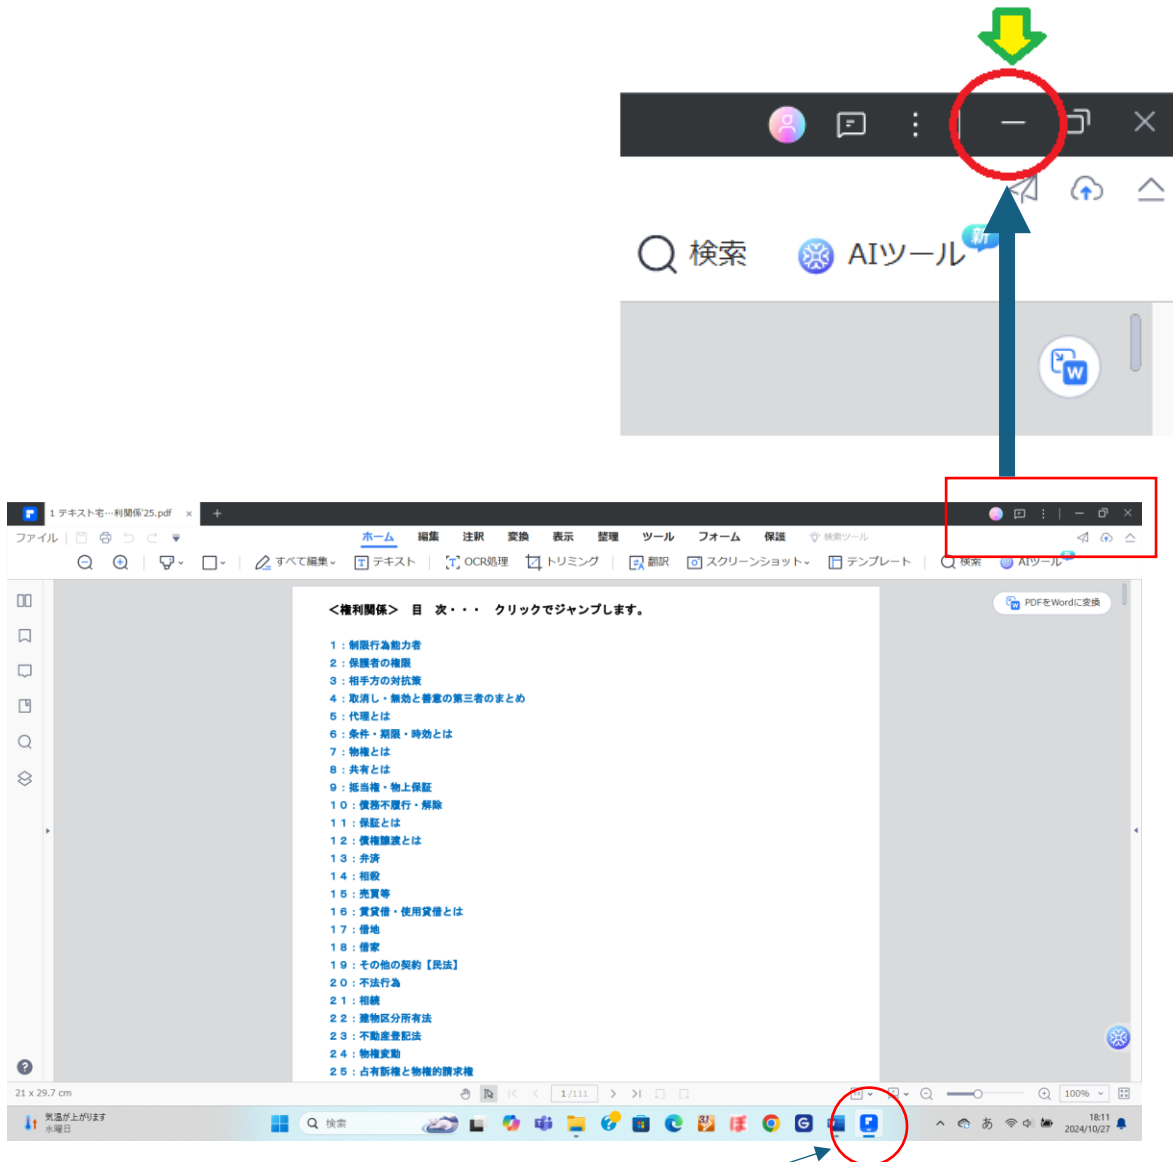 検索 AIツール 新
1 テキスト宅…利関係'25.pdf × +
ファイル ホーム 編集 注釈 変換 表示 整理 ツール フォーム 保護 検索ツール
すべて編集 テキスト OCR処理 トリミング 翻訳 スクリーンショット テンプレート 検索 AIツール
PDFをWordに変換
＜権利関係＞ 目 次・・・ クリックでジャンプします。
１：制限行為能力者
２：保護者の権限
３：相手方の対抗策
４：取消し・無効と善意の第三者のまとめ
５：代理とは
６：条件・期限・時効とは
７：物権とは
８：共有とは
９：抵当権・物上保証
１０：債務不履行・解除
１１：保証とは
１２：債権譲渡とは
１３：弁済
１４：相殺
１５：売買等
１６：賃貸借・使用貸借とは
１７：借地
１８：借家
１９：その他の契約【民法】
２０：不法行為
２１：相続
２２：建物区分所有法
２３：不動産登記法
２４：物権変動
２５：占有訴権と物権的請求権
21 x 29.7 cm 1/111 100%
気温が上がります
水曜日
検索
あ
18:11
2024/10/27